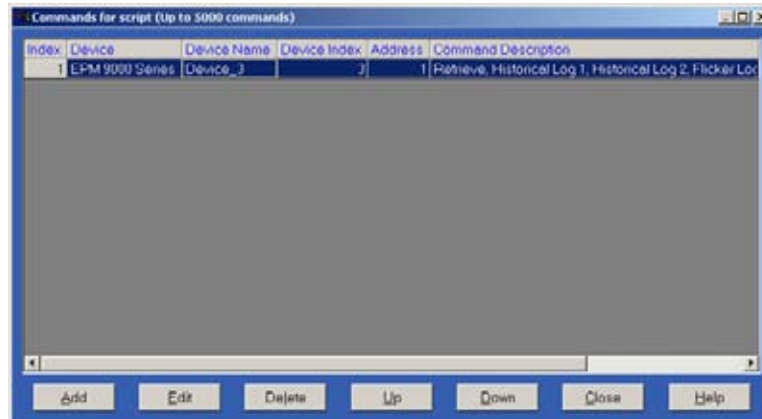 Commands for script (Up to 5000 commands)
Index Device Device Name Device Index Address Command Description
1 EPM 9000 Series Device_3 3 1 Retrieve, Historical Log 1, Historical Log 2, Flicker Loc
Add Edit Delete Up Down Close Help